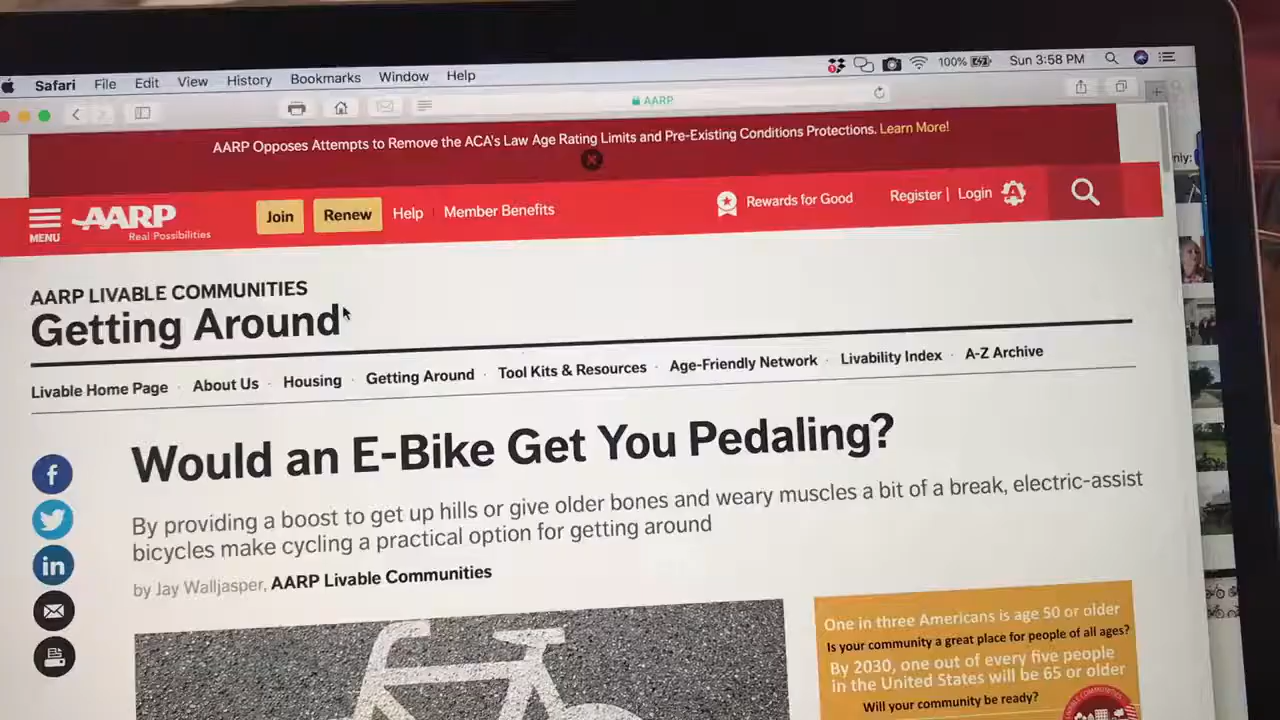 Safari File Edit View History Bookmarks Window Help 100% Sun 3:58 PM
AARP
AARP Opposes Attempts to Remove the ACA's Law Age Rating Limits and Pre-Existing Conditions Protections. Learn More!
MENU
AARP
Real Possibilities
Join Renew Help Member Benefits Rewards for Good Register | Login
AARP LIVABLE COMMUNITIES
Getting Around
Livable Home Page · About Us · Housing · Getting Around · Tool Kits & Resources · Age-Friendly Network · Livability Index · A-Z Archive
Would an E-Bike Get You Pedaling?
By providing a boost to get up hills or give older bones and weary muscles a bit of a break, electric-assist
bicycles make cycling a practical option for getting around
by Jay Walljasper, AARP Livable Communities
One in three Americans is age 50 or older
Is your community a great place for people of all ages?
By 2030, one out of every five people
in the United States will be 65 or older
Will your community be ready?